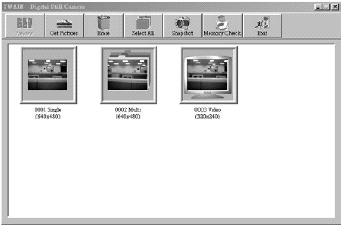 TWAIN - Digital Still Camera
Preview Get Pictures Erase Select All Snap Shot Memory Check Exit
0001 Single 0002 Multi 0003 Video
(640x480) (640x480) (320x240)